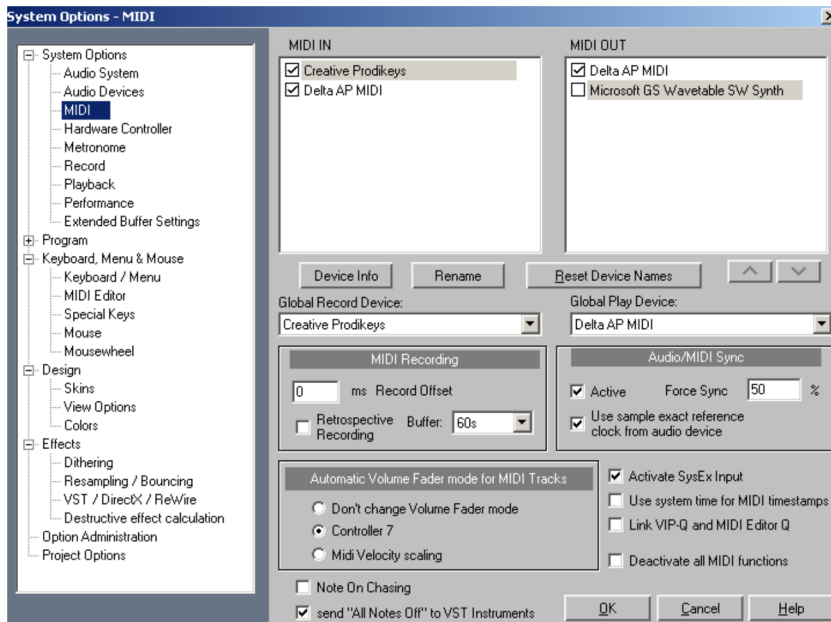 System Options - MIDI
System Options
Audio System
Audio Devices
MIDI
Hardware Controller
Metronome
Record
Playback
Performance
Extended Buffer Settings
Program
Keyboard, Menu & Mouse
Keyboard / Menu
MIDI Editor
Special Keys
Mouse
Mousewheel
Design
Skins
View Options
Colors
Effects
Dithering
Resampling / Bouncing
VST / DirectX / ReWire
Destructive effect calculation
Option Administration
Project Options
MIDI IN
Creative Prodikeys
Delta AP MIDI
MIDI OUT
Delta AP MIDI
Microsoft GS Wavetable SW Synth
Device Info
Rename
Reset Device Names
Global Record Device:
Creative Prodikeys
Global Play Device:
Delta AP MIDI
MIDI Recording
0 ms Record Offset
Retrospective
Recording
Buffer: 60s
Audio/MIDI Sync
Active Force Sync 50 %
Use sample exact reference
clock from audio device
Automatic Volume Fader mode for MIDI Tracks
Don't change Volume Fader mode
Controller 7
Midi Velocity scaling
Activate SysEx Input
Use system time for MIDI timestamps
Link VIP-Q and MIDI Editor Q
Deactivate all MIDI functions
Note On Chasing
send "All Notes Off" to VST Instruments
OK
Cancel
Help